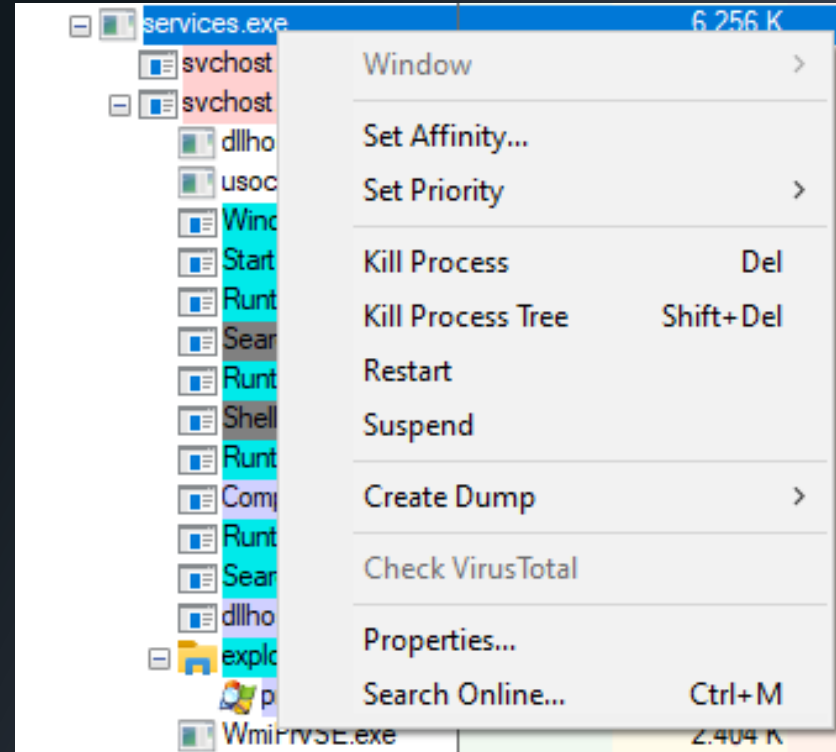 services.exe 6.256 K
svchost
svchost
dllho
usoc
Wind
Start
Runt
Sear
Runt
Shell
Runt
Com
Runt
Sear
dllho
explo
p
WmiPrvSE.exe 2.404 K
Window
Set Affinity...
Set Priority
Kill Process Del
Kill Process Tree Shift+Del
Restart
Suspend
Create Dump
Check VirusTotal
Properties...
Search Online... Ctrl+M